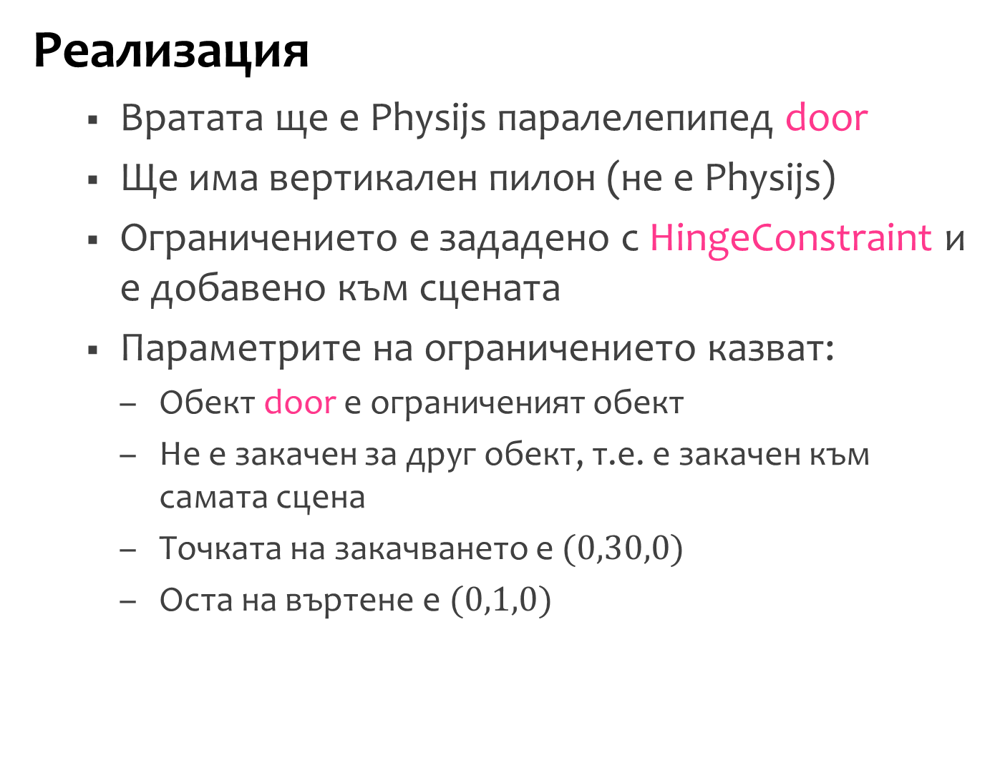 Реализация
▪ Вратата ще е Physijs паралелепипед door
▪ Ще има вертикален пилон (не е Physijs)
▪ Ограничението е зададено с HingeConstraint и
е добавено към сцената
▪ Параметрите на ограничението казват:
– Обект door е ограниченият обект
– Не е закачен за друг обект, т.е. е закачен към
самата сцена
– Точката на закачването е (0,30,0)
– Оста на въртене е (0,1,0)